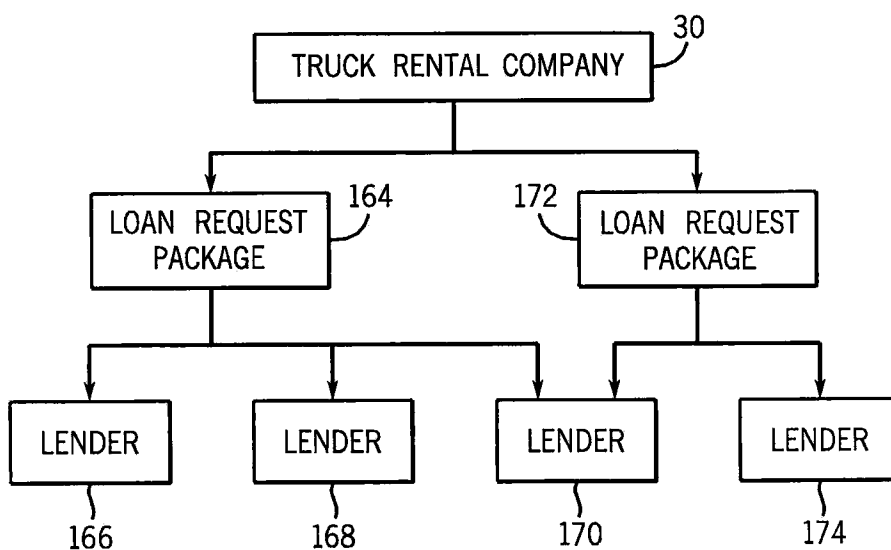 30
TRUCK RENTAL COMPANY
164
172
LOAN REQUEST
PACKAGE
LOAN REQUEST
PACKAGE
LENDER
LENDER
LENDER
LENDER
166
168
170
174